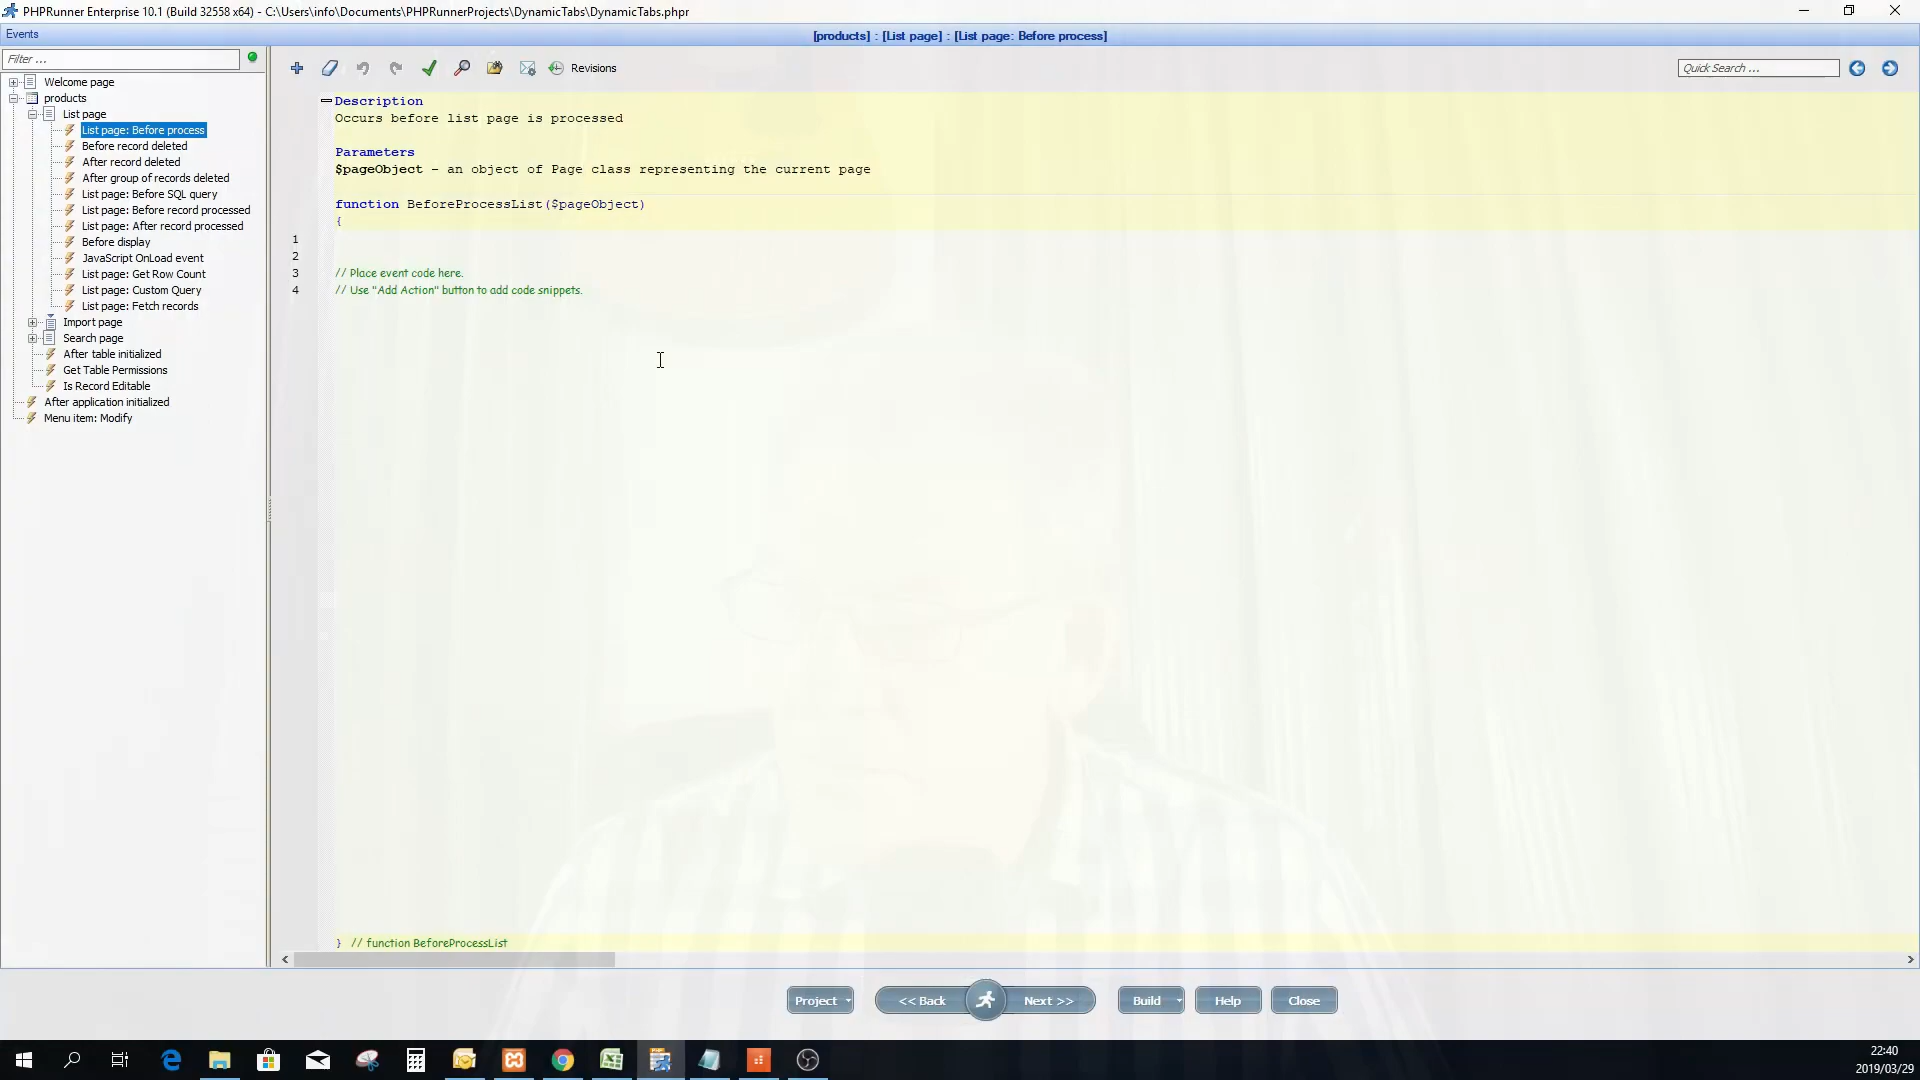 PHPRunner Enterprise 10.1 (Build 32558 x64) - C:\Users\info\Documents\PHPRunnerProjects\DynamicTabs\DynamicTabs.phpr
Events
[products] : [List page] : [List page: Before process]
Filter ...
Revisions
Quick Search ...
Welcome page
products
List page
List page: Before process
Before record deleted
After record deleted
After group of records deleted
List page: Before SQL query
List page: Before record processed
List page: After record processed
Before display
JavaScript OnLoad event
List page: Get Row Count
List page: Custom Query
List page: Fetch records
Import page
Search page
After table initialized
Get Table Permissions
Is Record Editable
After application initialized
Menu item: Modify
Description
Occurs before list page is processed
Parameters
$pageObject - an object of Page class representing the current page
function BeforeProcessList($pageObject)
{
1
2
3 // Place event code here.
4 // Use "Add Action" button to add code snippets.
} // function BeforeProcessList
Project
<< Back
Next >>
Build
Help
Close
22:40
2019/03/29